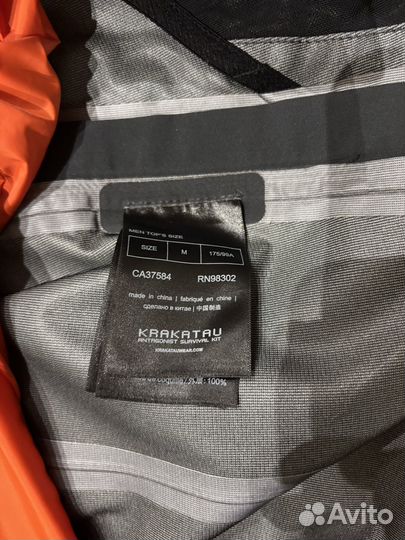 MEN TOP'S SIZE
SIZE M 175/99A
CA37584 RN98302
made in china | fabriqué en chine |
сделано в китае | 中国制造
KRAKATAU
ANTAGONIST SURVIVAL KIT
KRAKATAUWEAR.COM
100%
Avito